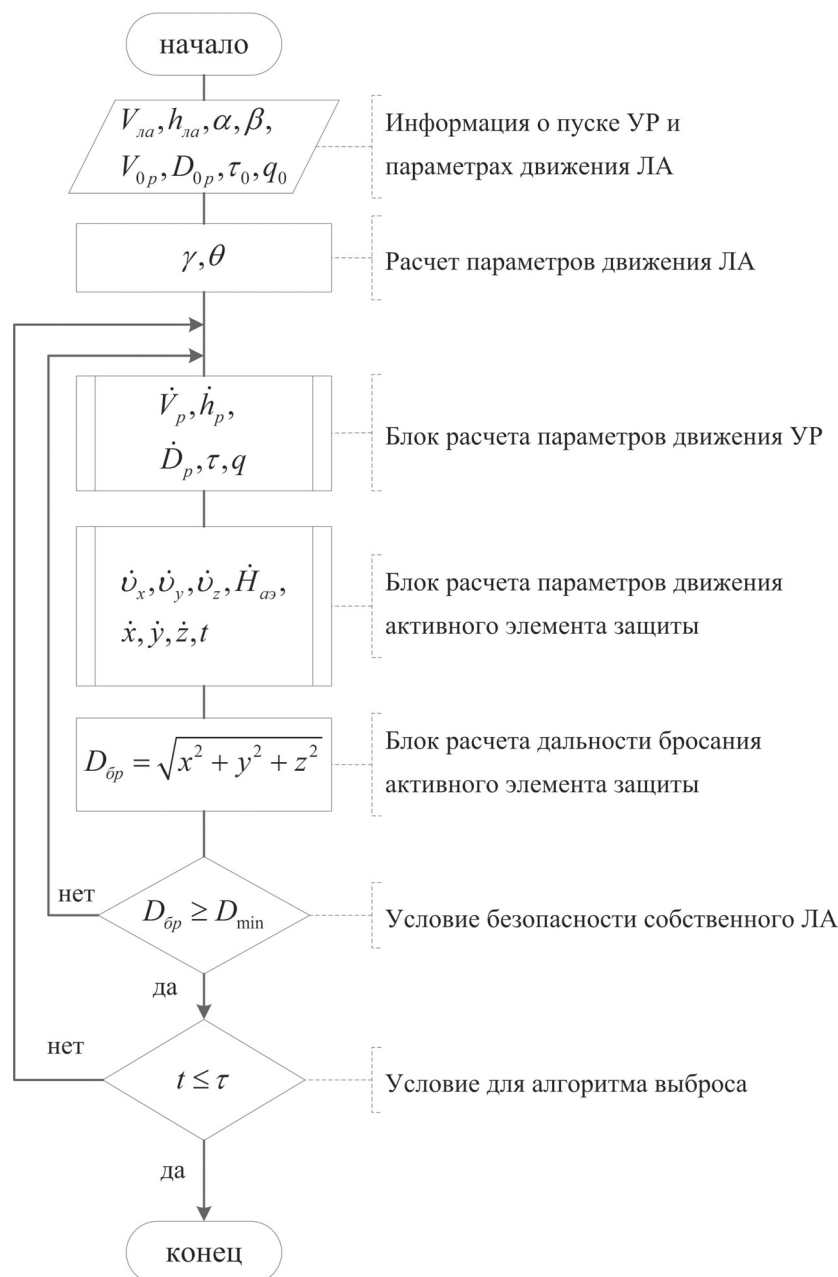 начало
V_ла, h_ла, α, β,
V_0p, D_0p, τ_0, q_0
Информация о пуске УР и
параметрах движения ЛА
γ, θ
Расчет параметров движения ЛА
V̇_p, ḣ_p,
Ḋ_p, τ, q
Блок расчета параметров движения УР
υ̇_x, υ̇_y, υ̇_z, Ḣ_аэ,
ẋ, ẏ, ż, t
Блок расчета параметров движения
активного элемента защиты
D_бр = √(x² + y² + z²)
Блок расчета дальности бросания
активного элемента защиты
нет
D_бр ≥ D_min
Условие безопасности собственного ЛА
да
нет
t ≤ τ
Условие для алгоритма выброса
да
конец